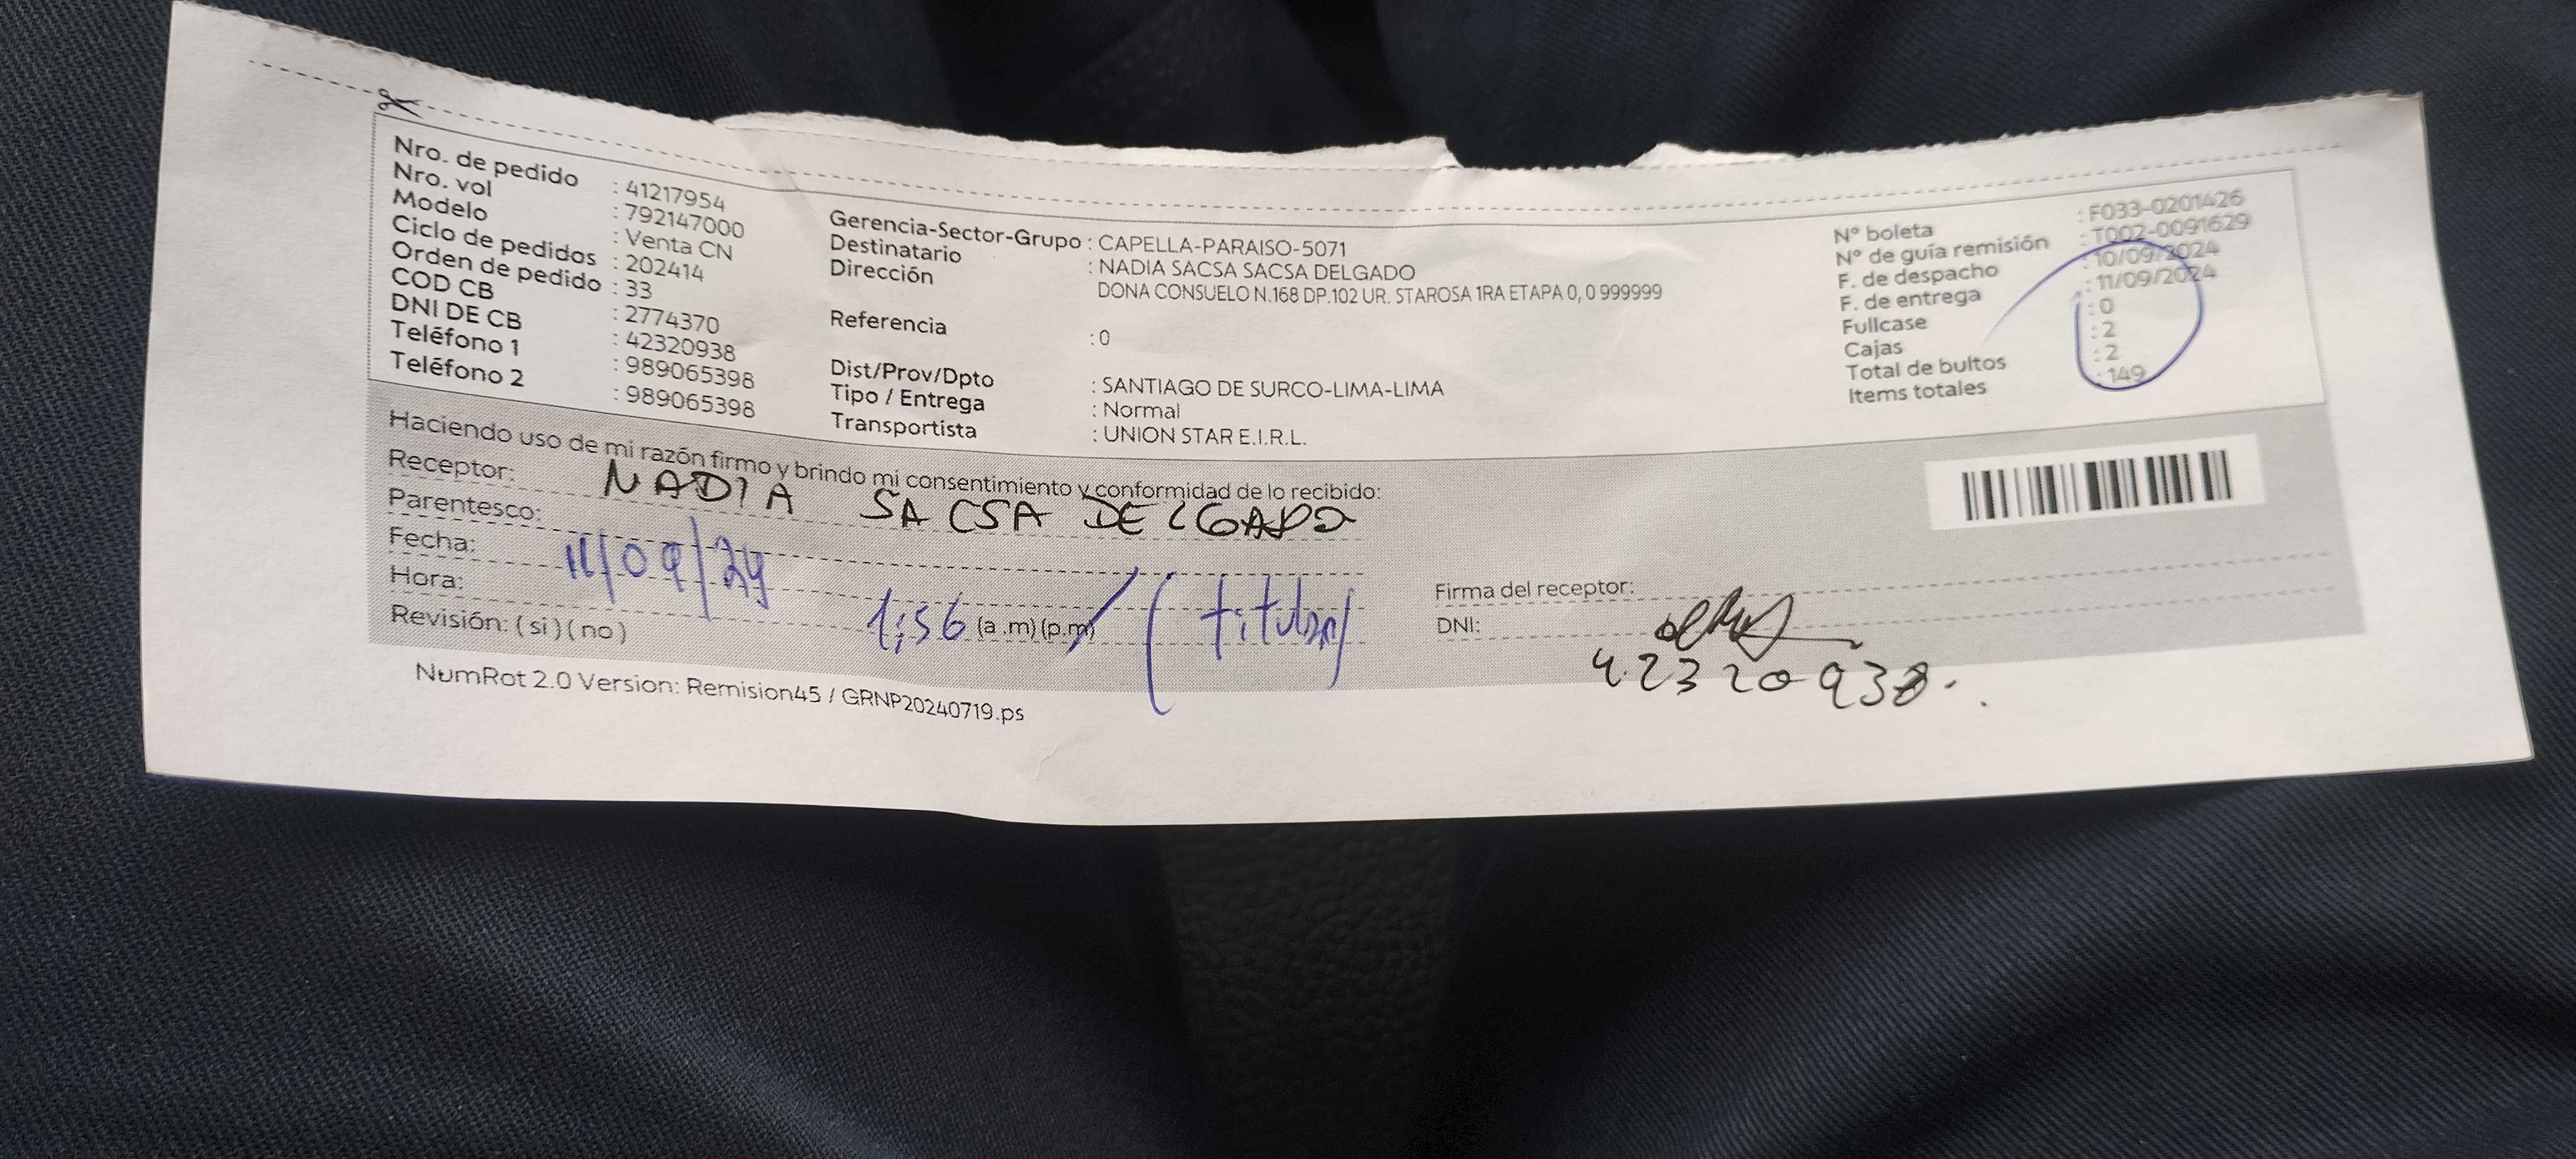 Nro. de pedido : 41217954
Nro. vol : 792147000
Modelo : Venta CN
Ciclo de pedidos : 202414
Orden de pedido : 33
COD CB : 2774370
DNI DE CB : 42320938
Teléfono 1 : 989065398
Teléfono 2 : 989065398
Gerencia-Sector-Grupo : CAPELLA-PARAISO-5071
Destinatario : NADIA SACSA SACSA DELGADO
Dirección
DONA CONSUELO N.168 DP.102 UR. STAROSA 1RA ETAPA 0, 0 999999
Referencia : 0
Dist/Prov/Dpto : SANTIAGO DE SURCO-LIMA-LIMA
Tipo / Entrega : Normal
Transportista : UNION STAR E.I.R.L.
N° boleta : F033-0201426
N° de guía remisión : T002-0091629
F. de despacho : 10/09/2024
F. de entrega : 11/09/2024
Fullcase : 0
Cajas : 2
Total de bultos : 2
Items totales : 149
Haciendo uso de mi razón firmo y brindo mi consentimiento y conformidad de lo recibido:
Receptor: NADIA SACSA DELGADO
Parentesco:
Fecha: 11/09/24
Hora: 1:56 (a.m)(p.m) (titular)
Revisión: ( si ) ( no )
Firma del receptor:
DNI: 42320938.
NumRot 2.0 Version: Remision45 / GRNP20240719.ps